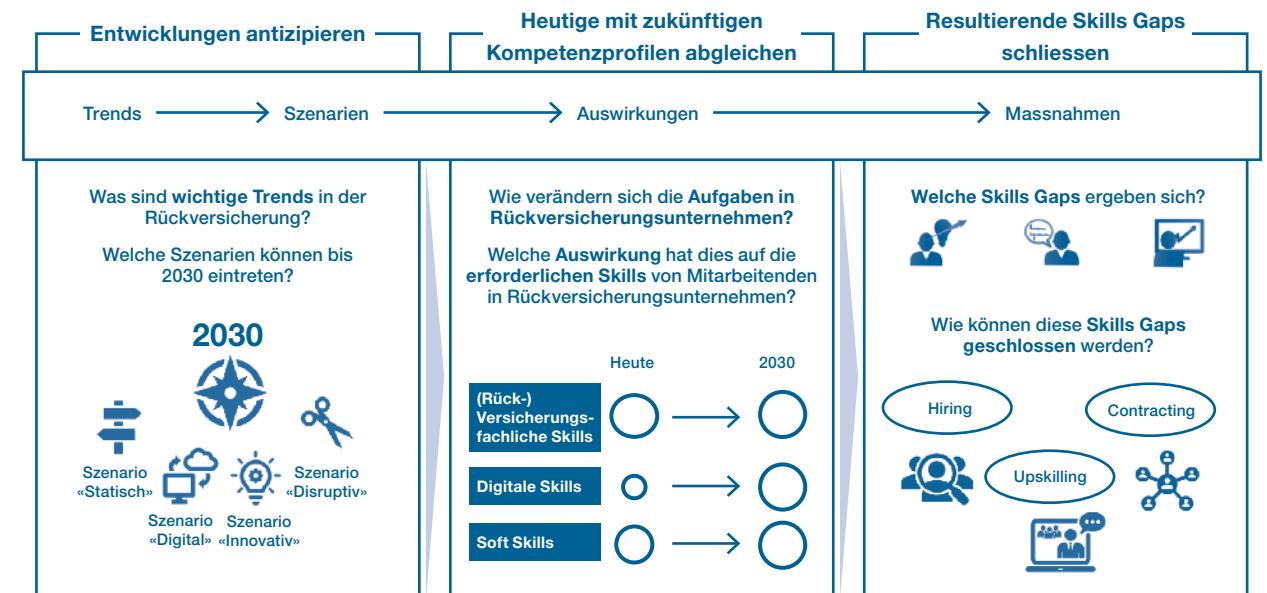 Entwicklungen antizipieren
Heutige mit zukünftigen
Kompetenzprofilen abgleichen
Resultierende Skills Gaps
schliessen
Trends
Szenarien
Auswirkungen
Massnahmen
Was sind wichtige Trends in der
Rückversicherung?
Welche Szenarien können bis
2030 eintreten?
2030
Szenario
«Statisch»
Szenario
«Digital»
Szenario
«Innovativ»
Szenario
«Disruptiv»
Wie verändern sich die Aufgaben in
Rückversicherungsunternehmen?
Welche Auswirkung hat dies auf die
erforderlichen Skills von Mitarbeitenden
in Rückversicherungsunternehmen?
Heute
2030
(Rück-)
Versicherungs-
fachliche Skills
Digitale Skills
Soft Skills
Welche Skills Gaps ergeben sich?
Wie können diese Skills Gaps
geschlossen werden?
Hiring
Contracting
Upskilling